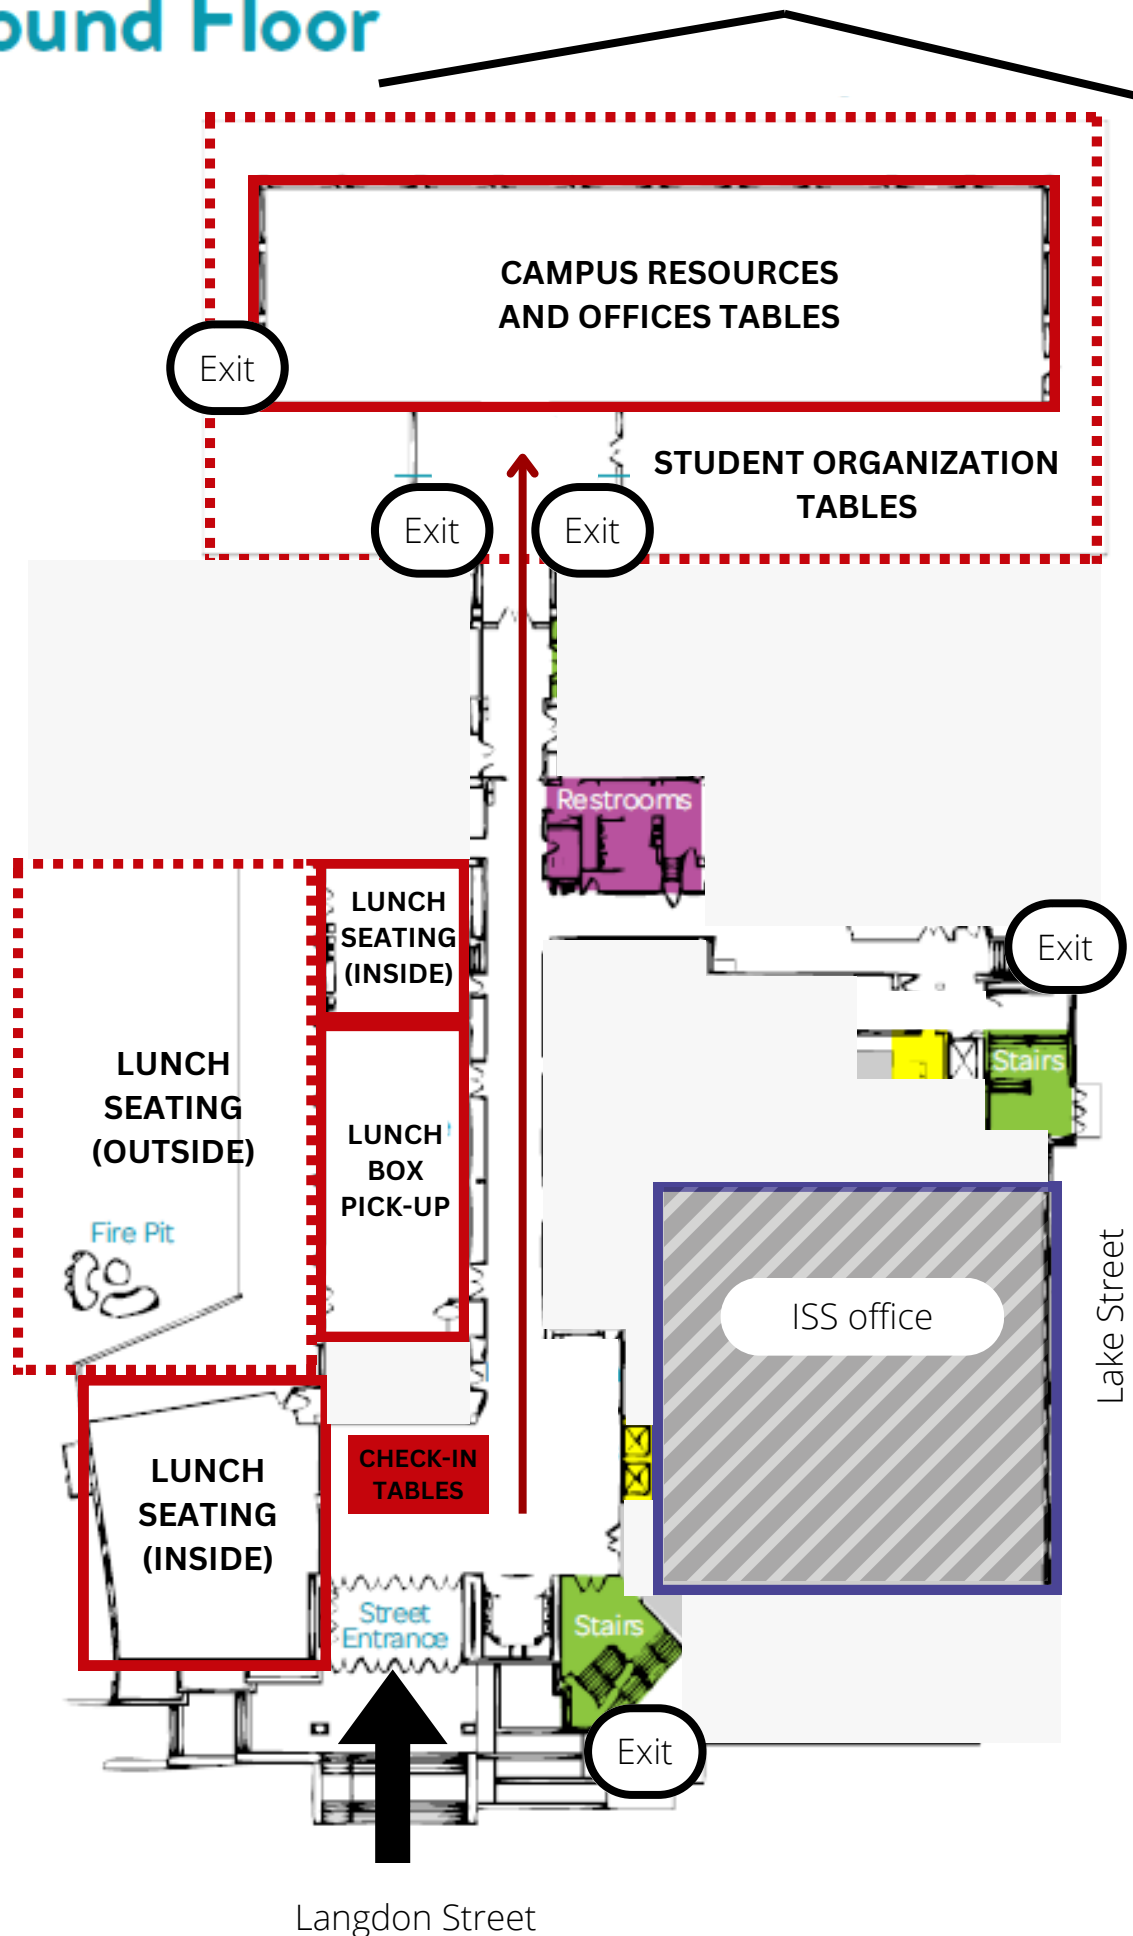 ound Floor
CAMPUS RESOURCES
AND OFFICES TABLES
Exit
STUDENT ORGANIZATION
TABLES
Exit
Exit
Restrooms
LUNCH
SEATING
(INSIDE)
Exit
LUNCH
SEATING
(OUTSIDE)
Stairs
LUNCH
BOX
PICK-UP
Fire Pit
ISS office
Lake Street
CHECK-IN
TABLES
LUNCH
SEATING
(INSIDE)
Street
Entrance
Stairs
Exit
Langdon Street